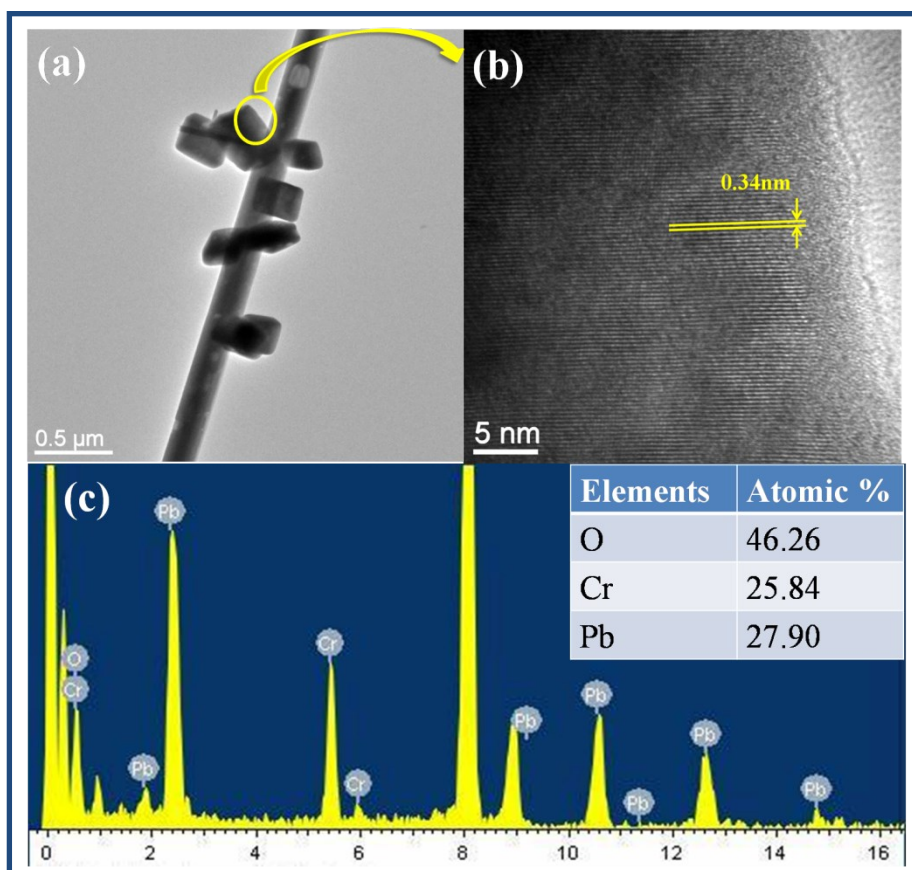 (a)
0.5 µm
(b)
0.34nm
5 nm
(c)
Elements Atomic %
O 46.26
Cr 25.84
Pb 27.90
Pb
O
Cr
Pb
Cr
Cr
Pb
Pb
Pb
Pb
Pb
0 2 4 6 8 10 12 14 16